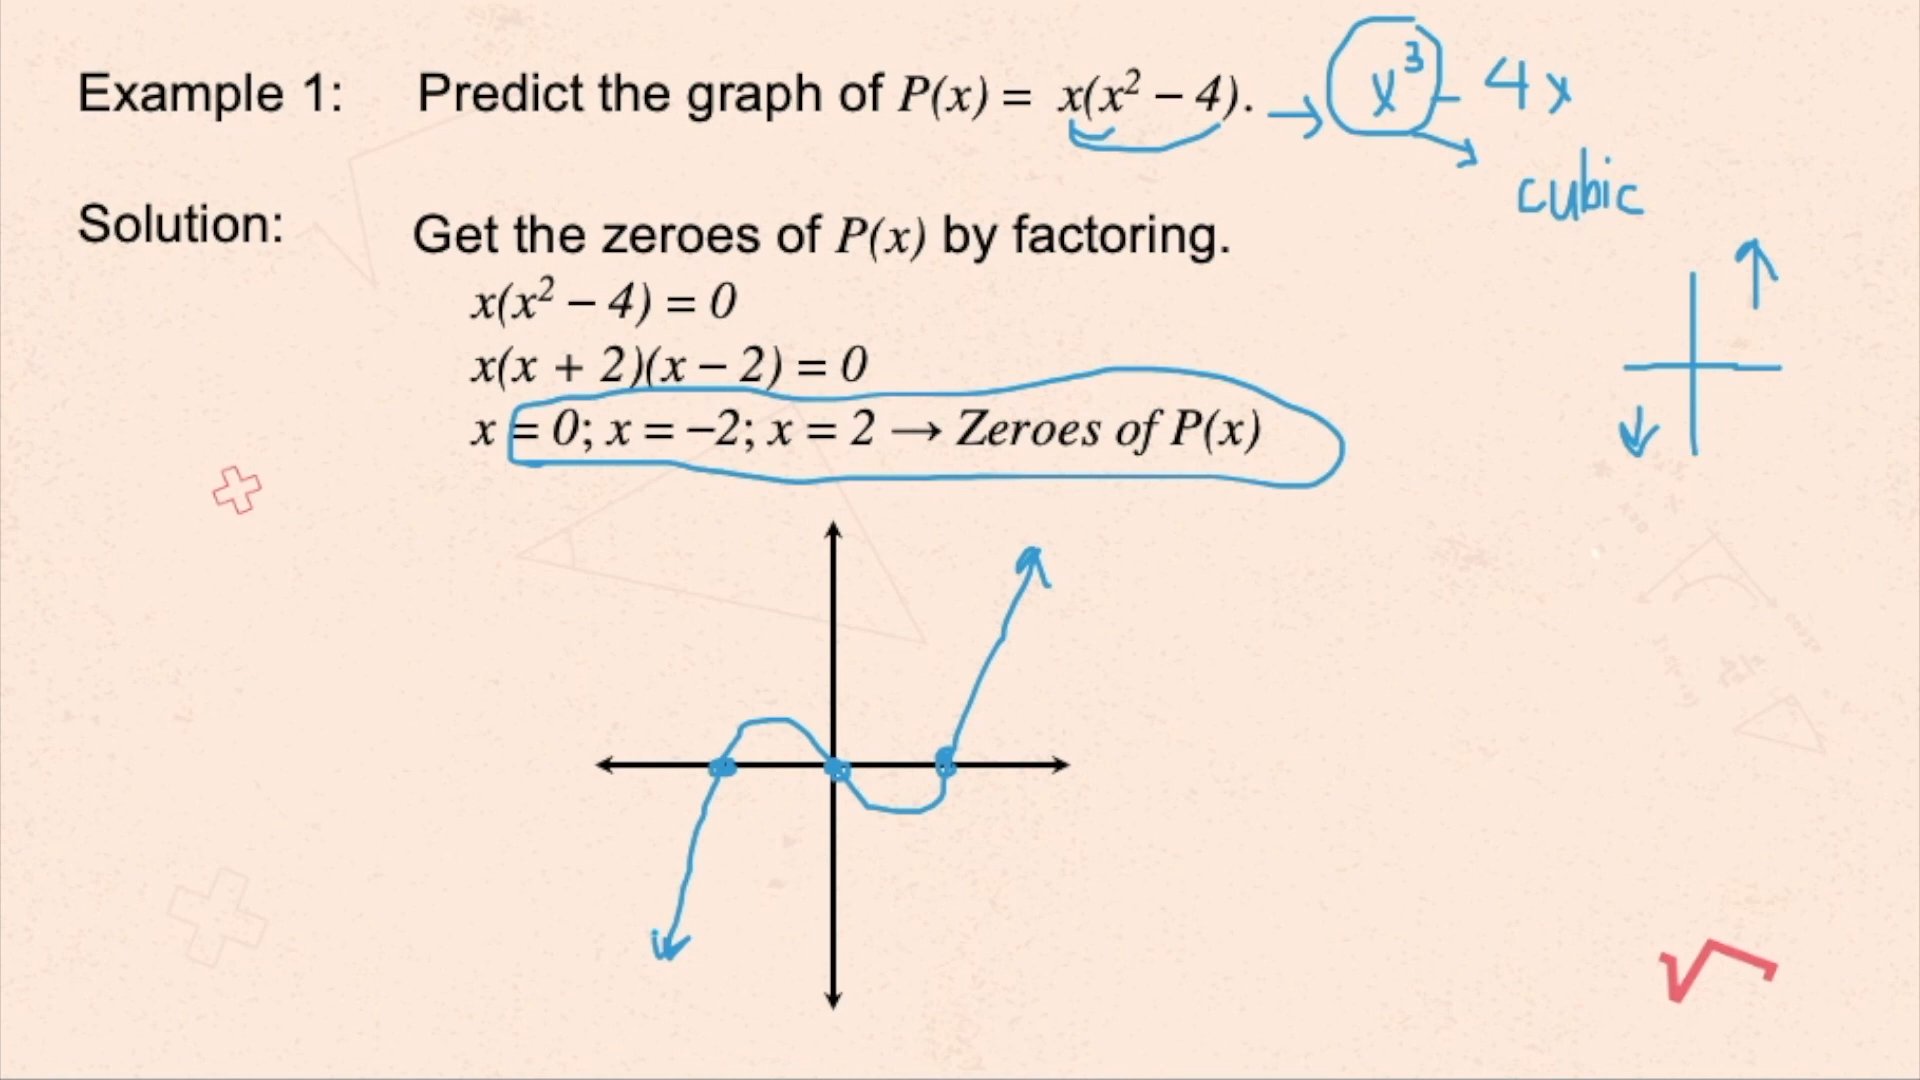 Example 1: Predict the graph of P(x) = x(x² – 4). → x³ – 4x
cubic
Solution: Get the zeroes of P(x) by factoring.
x(x² – 4) = 0
x(x + 2)(x – 2) = 0
x = 0; x = –2; x = 2 → Zeroes of P(x)